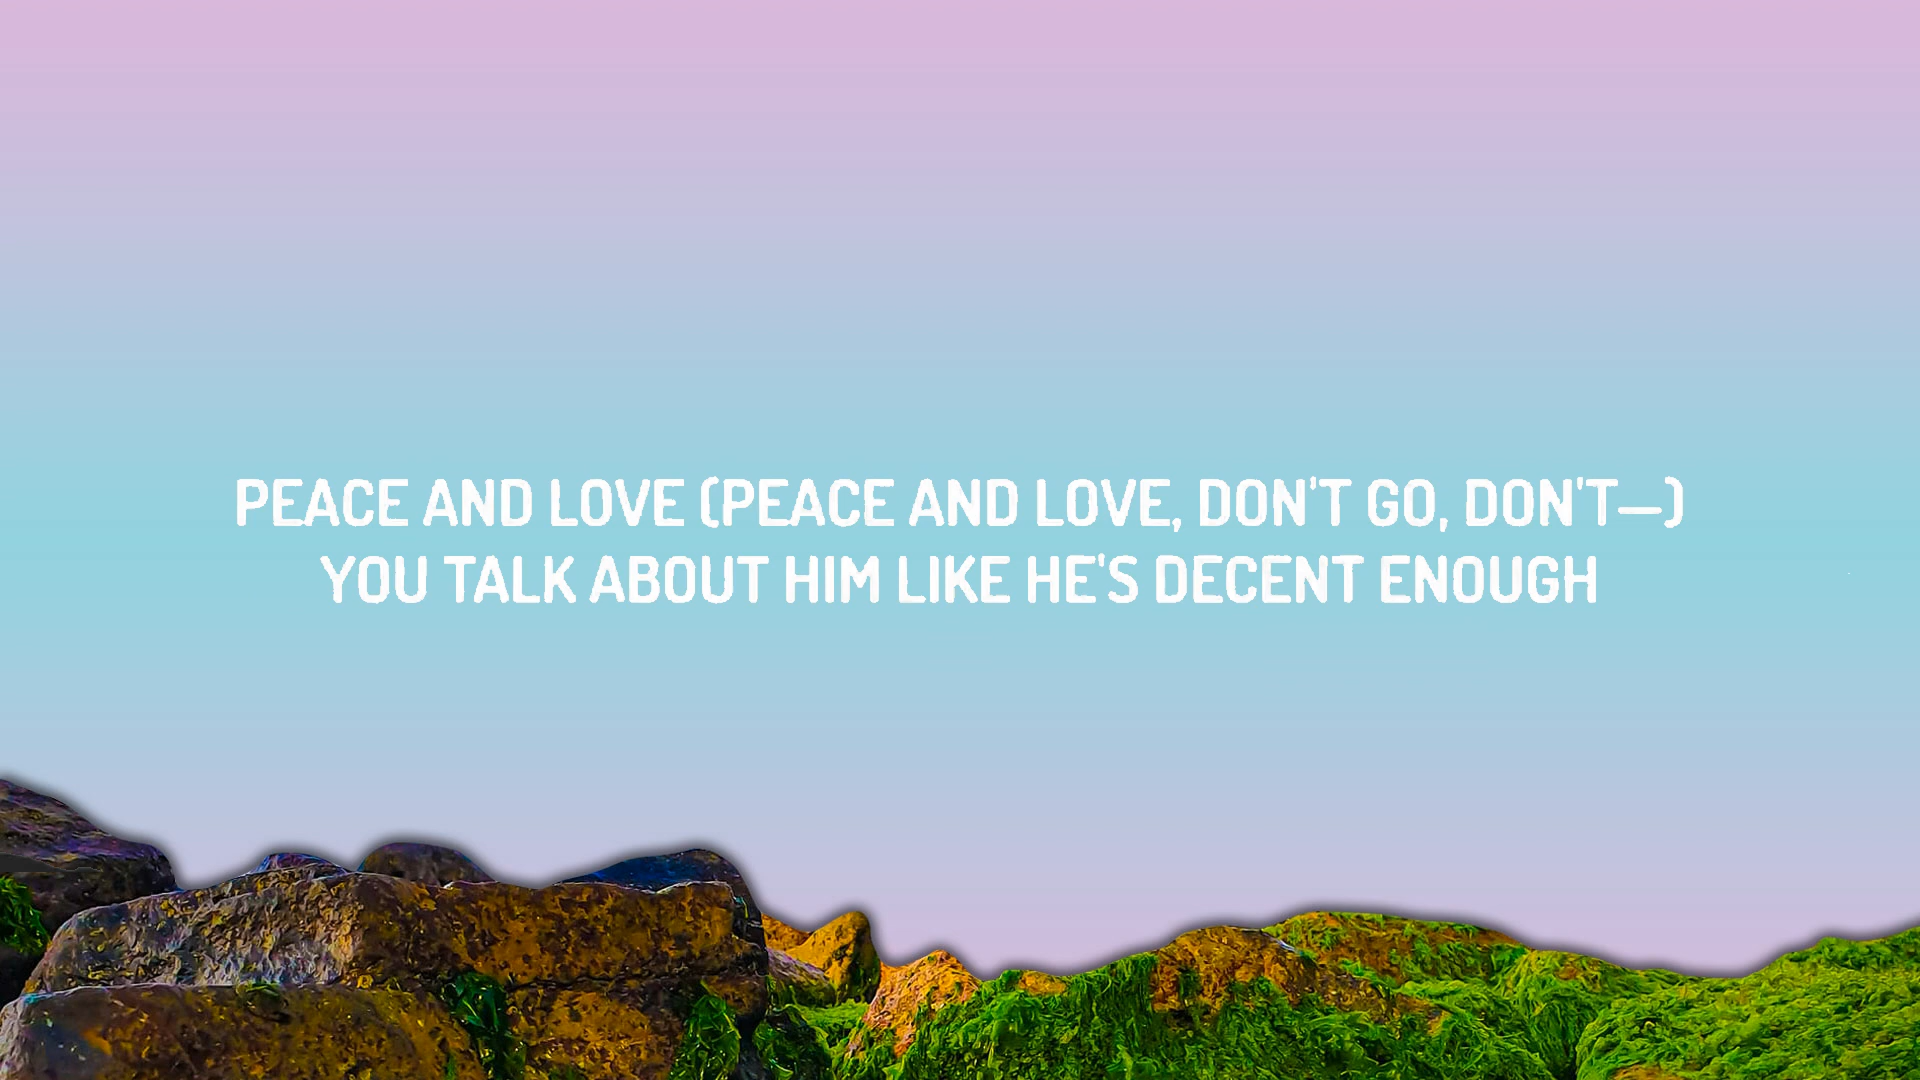 PEACE AND LOVE (PEACE AND LOVE, DON'T GO, DON'T—)
YOU TALK ABOUT HIM LIKE HE'S DECENT ENOUGH